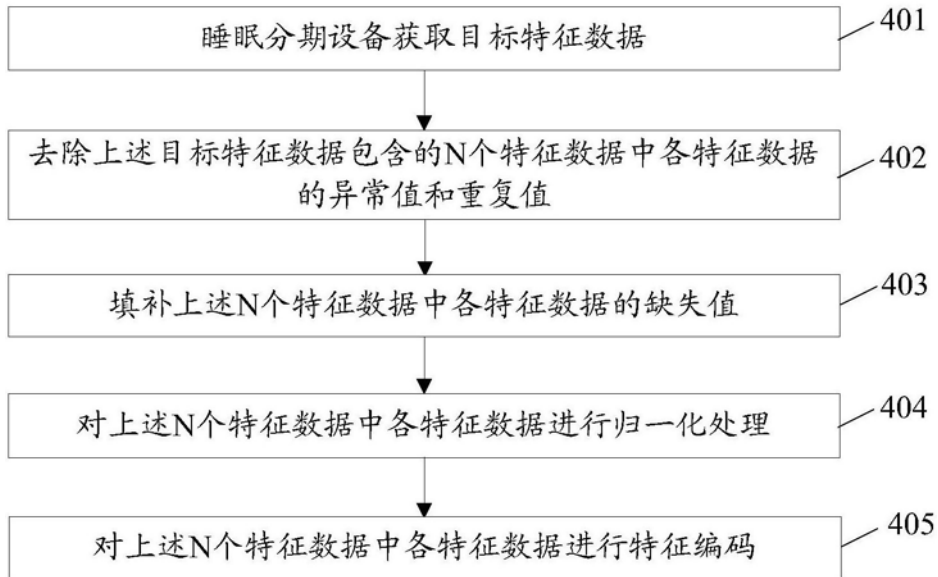 睡眠分期设备获取目标特征数据
401
去除上述目标特征数据包含的N个特征数据中各特征数据
的异常值和重复值
402
填补上述N个特征数据中各特征数据的缺失值
403
对上述N个特征数据中各特征数据进行归一化处理
404
对上述N个特征数据中各特征数据进行特征编码
405